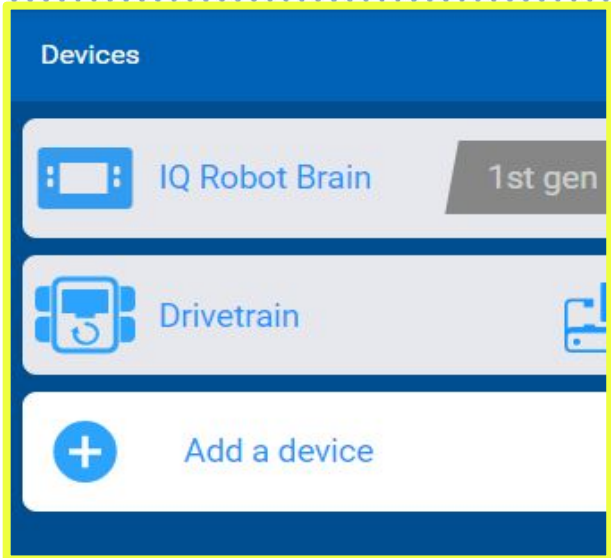 Devices
IQ Robot Brain
1st gen
Drivetrain
Add a device